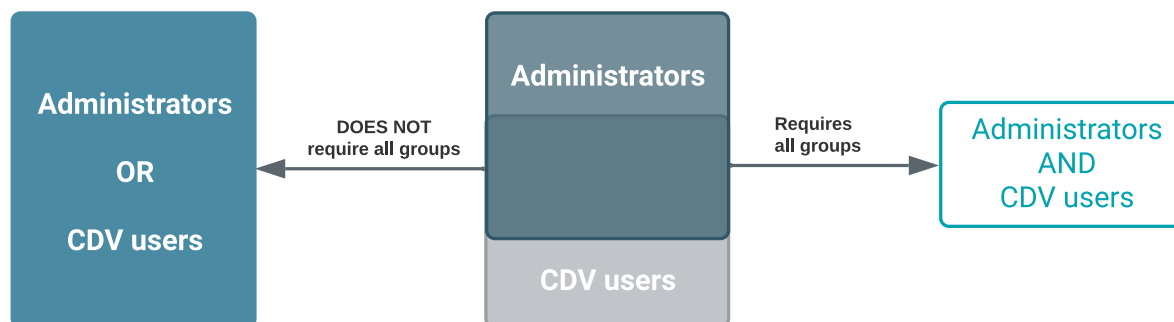 Administrators
OR
CDV users
DOES NOT
require all groups
Administrators
CDV users
Requires
all groups
Administrators
AND
CDV users